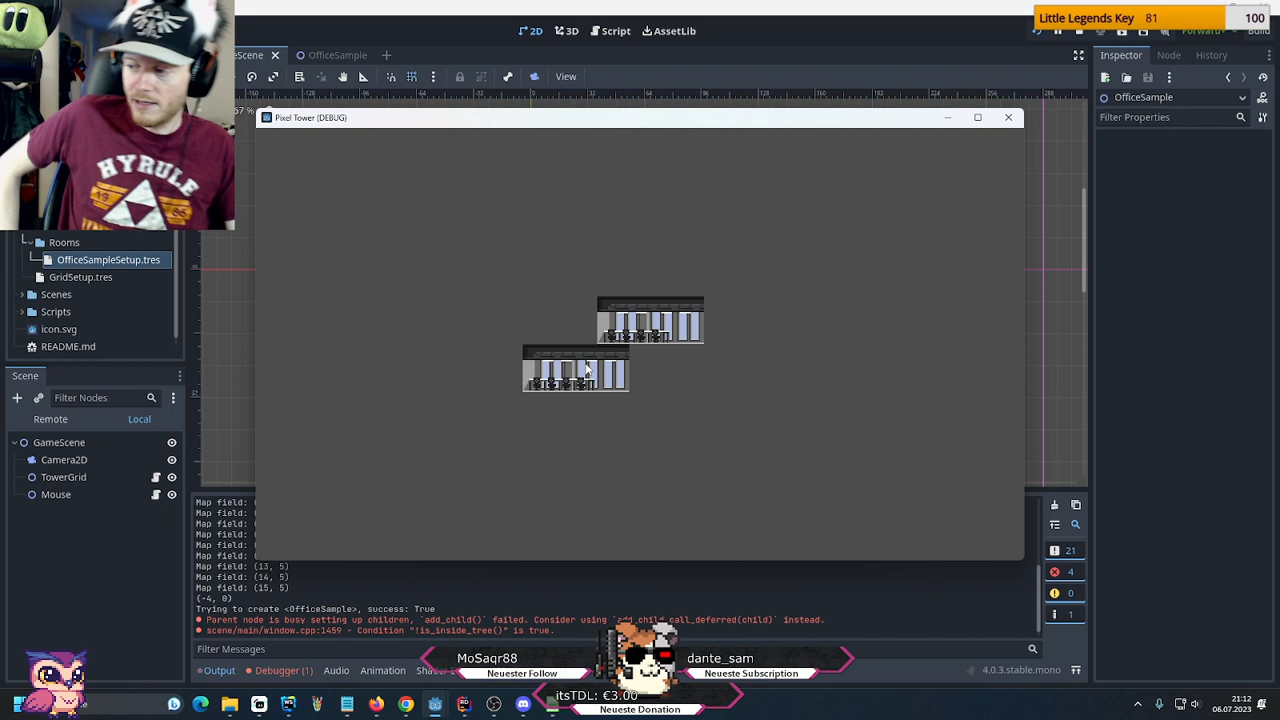 Little Legends Key 81 100
2D 3D Script AssetLib
Forward+ Build
OfficeSample
Inspector Node History
View
OfficeSample
Filter Properties
Pixel Tower (DEBUG)
HYRULE
19 86
Rooms
OfficeSampleSetup.tres
GridSetup.tres
Scenes
Scripts
icon.svg
README.md
Scene
Filter Nodes
Remote Local
GameScene
Camera2D
TowerGrid
Mouse
Map field: (
Map field: (
Map field: (
Map field: (
Map field: (
Map field: (
Map field: (13, 5)
Map field: (14, 5)
Map field: (15, 5)
(-4, 0)
Trying to create <OfficeSample>, success: True
Parent node is busy setting up children, `add_child()` failed. Consider using `add_child.call_deferred(child)` instead.
scene/main/window.cpp:1459 - Condition "!is_inside_tree()" is true.
21
4
0
1
Filter Messages
Output Debugger (1) Audio Animation
4.0.3.stable.mono
MoSaqr88
Neuester Follow
dante_sam
Neueste Subscription
itsTDL: €3.00
Neueste Donation
21:12
06.07.2023